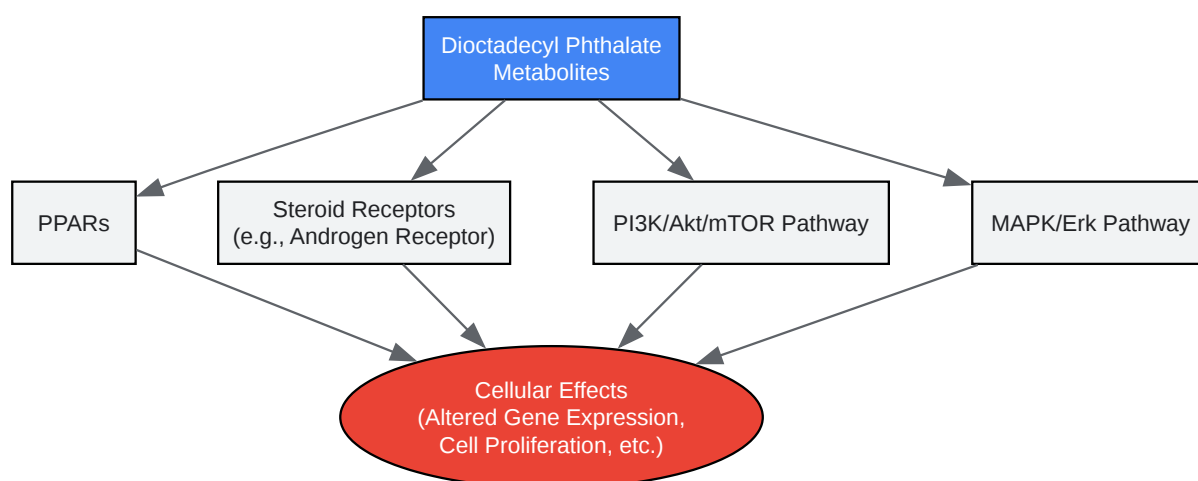 Dioctadecyl Phthalate
Metabolites
PPARs
Steroid Receptors
(e.g., Androgen Receptor)
PI3K/Akt/mTOR Pathway
MAPK/Erk Pathway
Cellular Effects
(Altered Gene Expression,
Cell Proliferation, etc.)